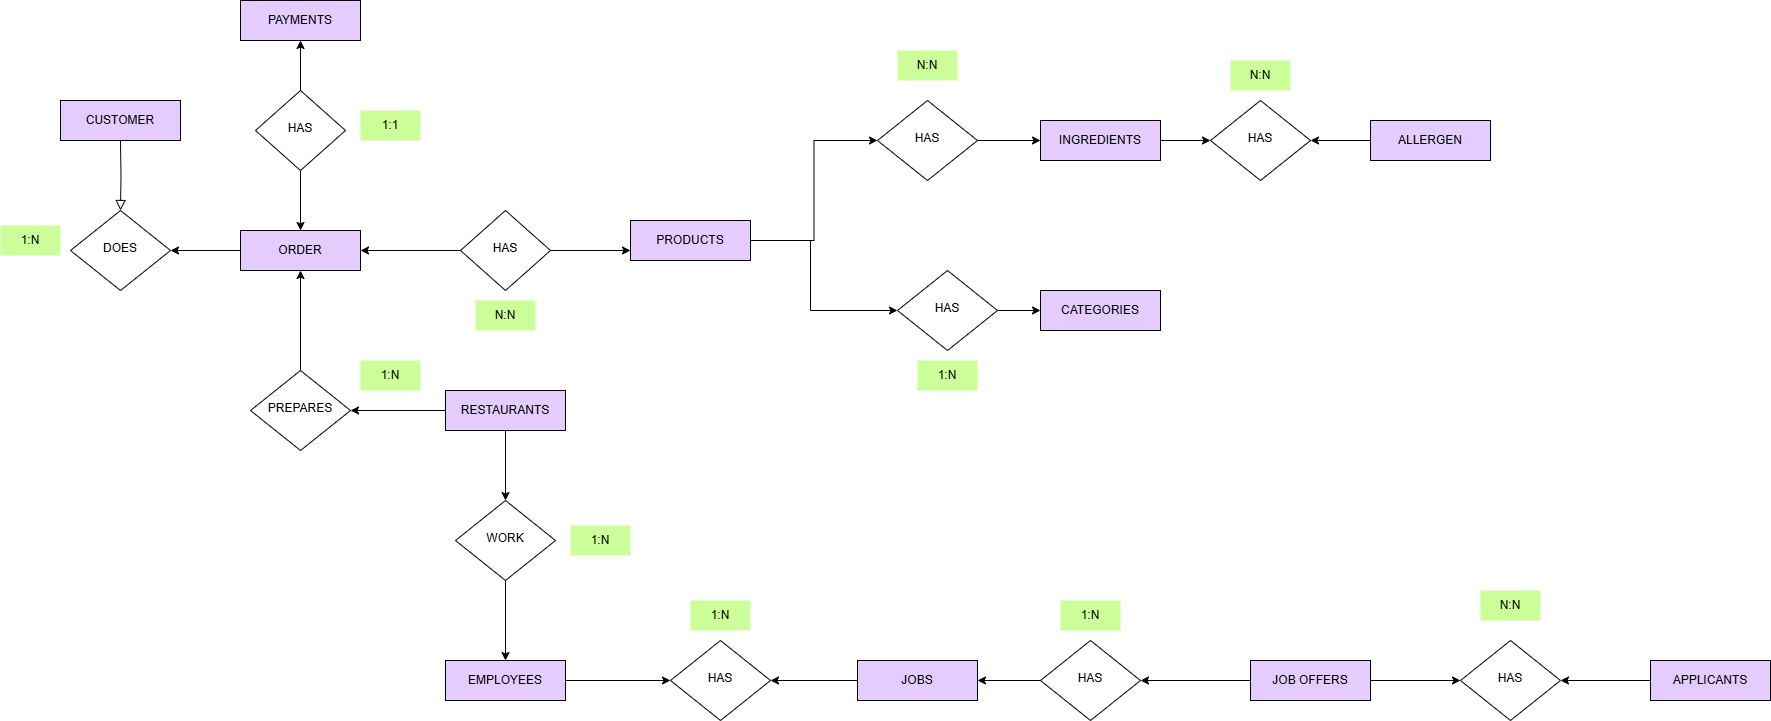 PAYMENTS
N:N
N:N
CUSTOMER
HAS
1:1
HAS
INGREDIENTS
HAS
ALLERGEN
1:N
DOES
ORDER
HAS
PRODUCTS
N:N
HAS
CATEGORIES
1:N
1:N
PREPARES
RESTAURANTS
WORK
1:N
1:N
1:N
N:N
EMPLOYEES
HAS
JOBS
HAS
JOB OFFERS
HAS
APPLICANTS